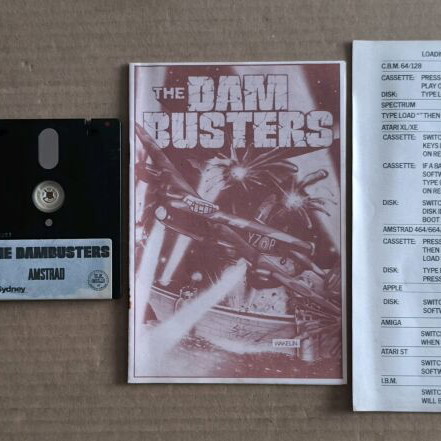 THE DAMBUSTERS
AMSTRAD
Sydney
THE DAM
BUSTERS
WAKELIN
LOADI
C.B.M. 64/128
CASSETTE: PRESS
PLAY O
DISK: TYPE L
SPECTRUM
TYPE LOAD "" THEN
ATARI XL/XE
CASSETTE: SWITC
KEYS
ON RE
CASSETTE: IF A BA
SOFTW
TYPE
ON RE
DISK: SWITC
DISK
BOOT
AMSTRAD 464/664
CASSETTE: PRESS
THEN
LOAD
DISK: TYPE
PRESS
APPLE
DISK: SWITC
SOFTW
AMIGA
SWITC
WHEN
ATARI ST
SWITC
SOFTW
I.B.M.
SWITC
WILL B